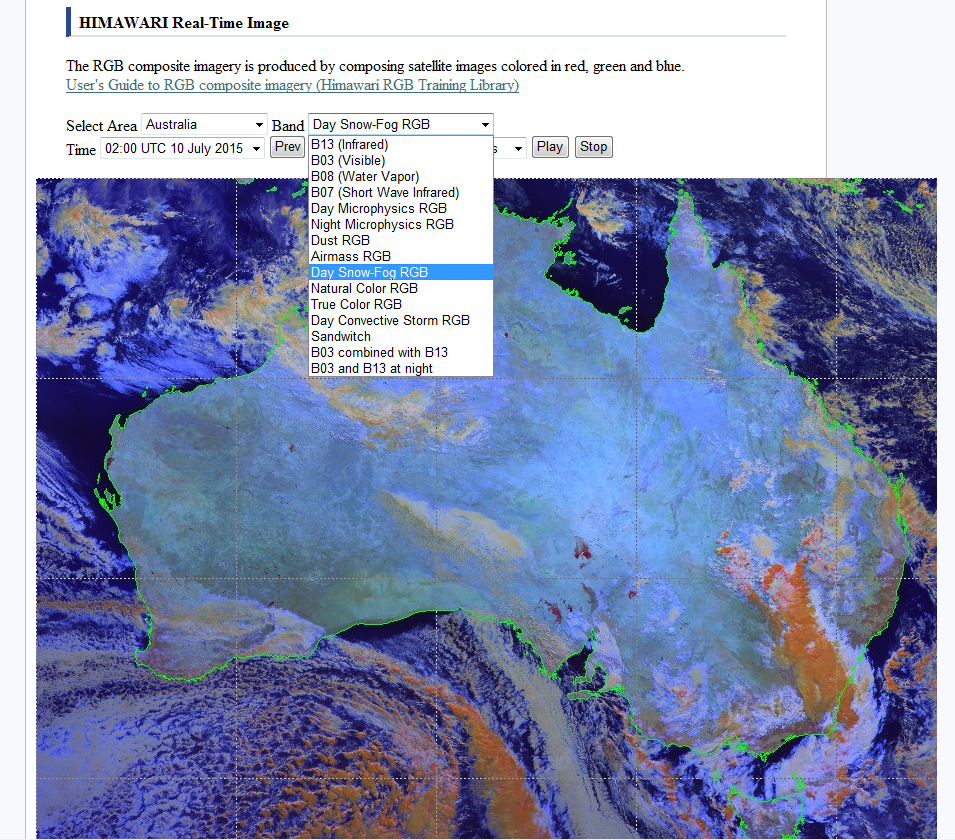 HIMAWARI Real-Time Image
The RGB composite imagery is produced by composing satellite images colored in red, green and blue.
User's Guide to RGB composite imagery (Himawari RGB Training Library)
Select Area Australia Band Day Snow-Fog RGB
Time 02:00 UTC 10 July 2015 Prev s Play Stop
B13 (Infrared)
B03 (Visible)
B08 (Water Vapor)
B07 (Short Wave Infrared)
Day Microphysics RGB
Night Microphysics RGB
Dust RGB
Airmass RGB
Day Snow-Fog RGB
Natural Color RGB
True Color RGB
Day Convective Storm RGB
Sandwitch
B03 combined with B13
B03 and B13 at night